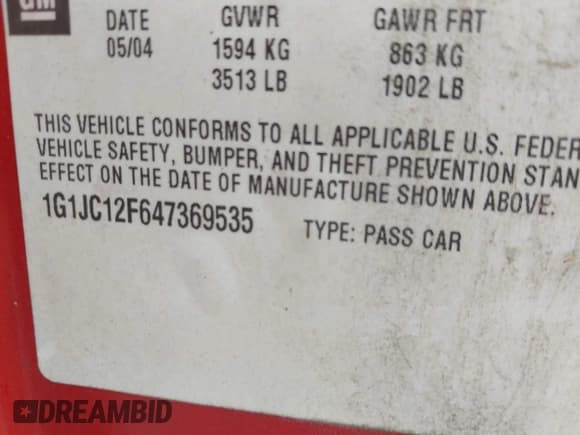 GM
DATE GVWR GAWR FRT
05/04 1594 KG 863 KG
3513 LB 1902 LB
THIS VEHICLE CONFORMS TO ALL APPLICABLE U.S. FEDER
VEHICLE SAFETY, BUMPER, AND THEFT PREVENTION STAN
EFFECT ON THE DATE OF MANUFACTURE SHOWN ABOVE.
1G1JC12F647369535 TYPE: PASS CAR
DREAMBID